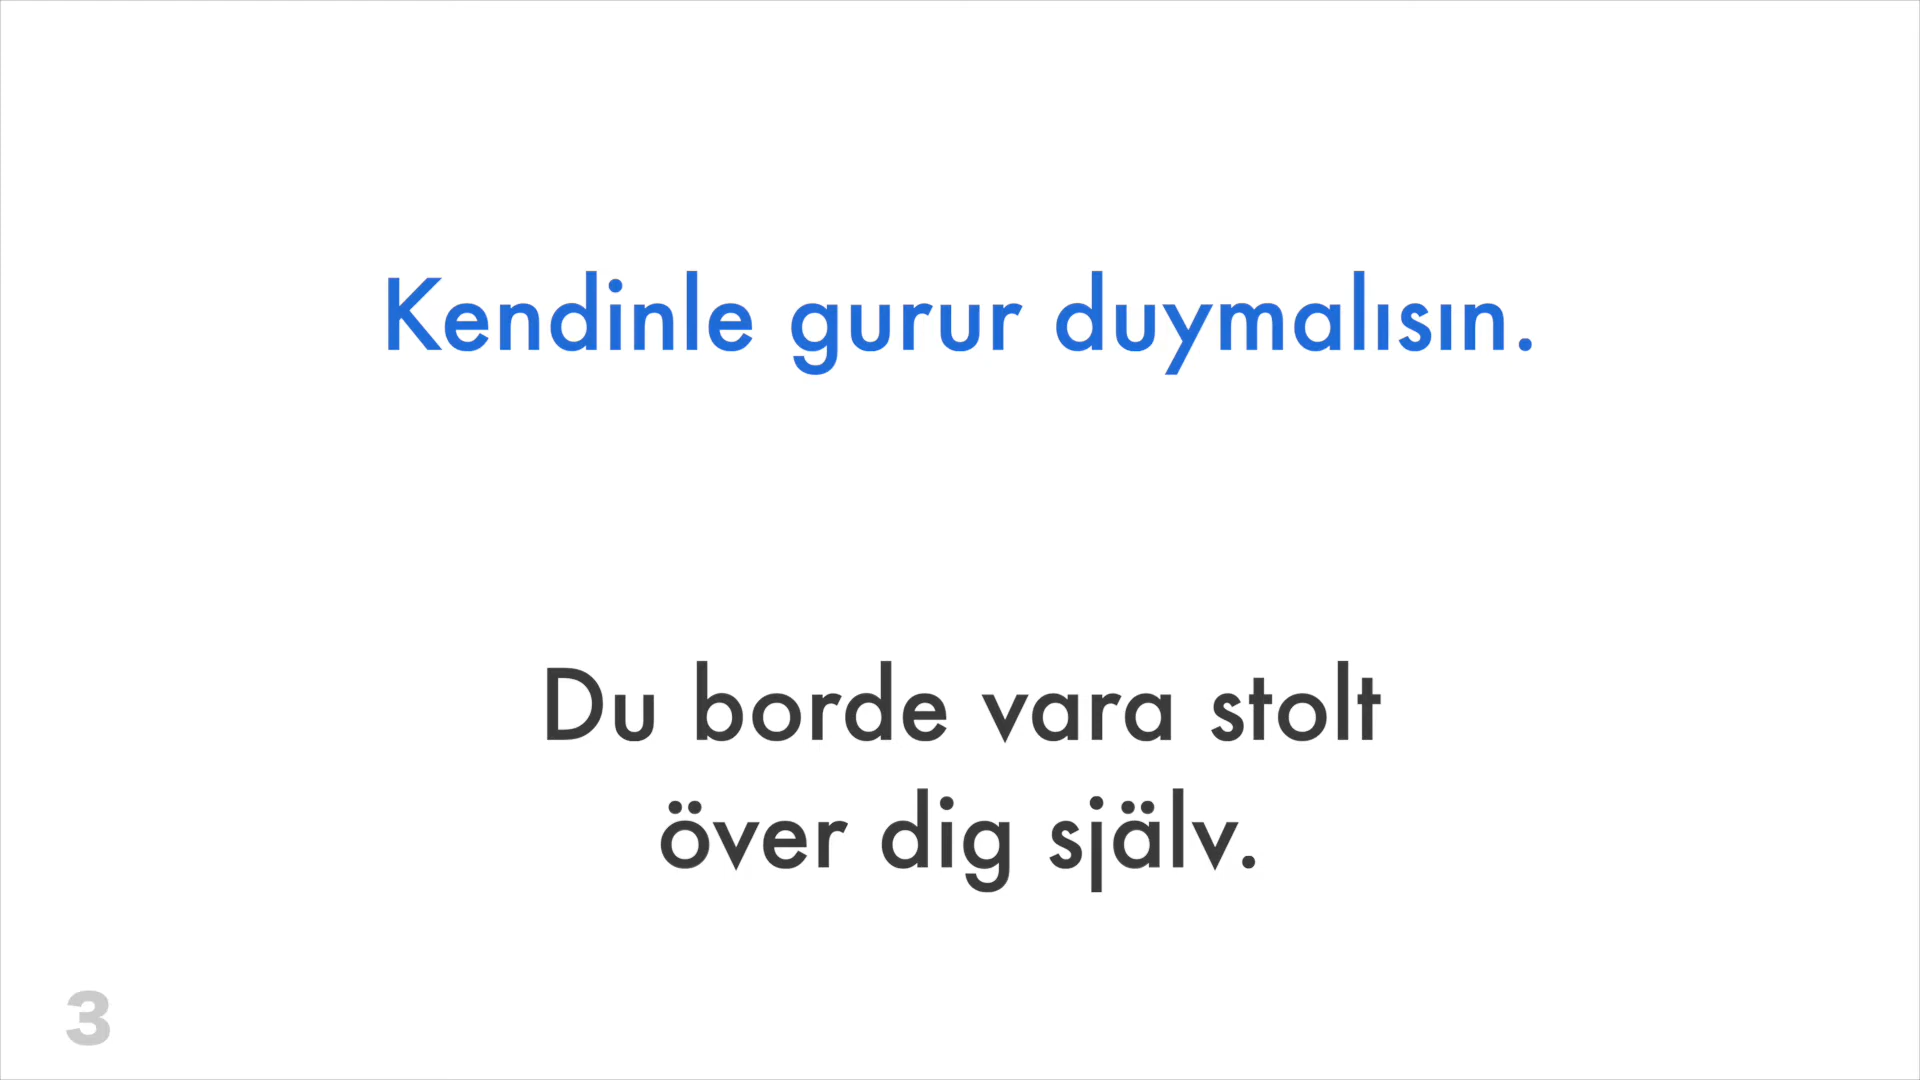 Kendinle gurur duymalısın.
Du borde vara stolt
över dig själv.
3